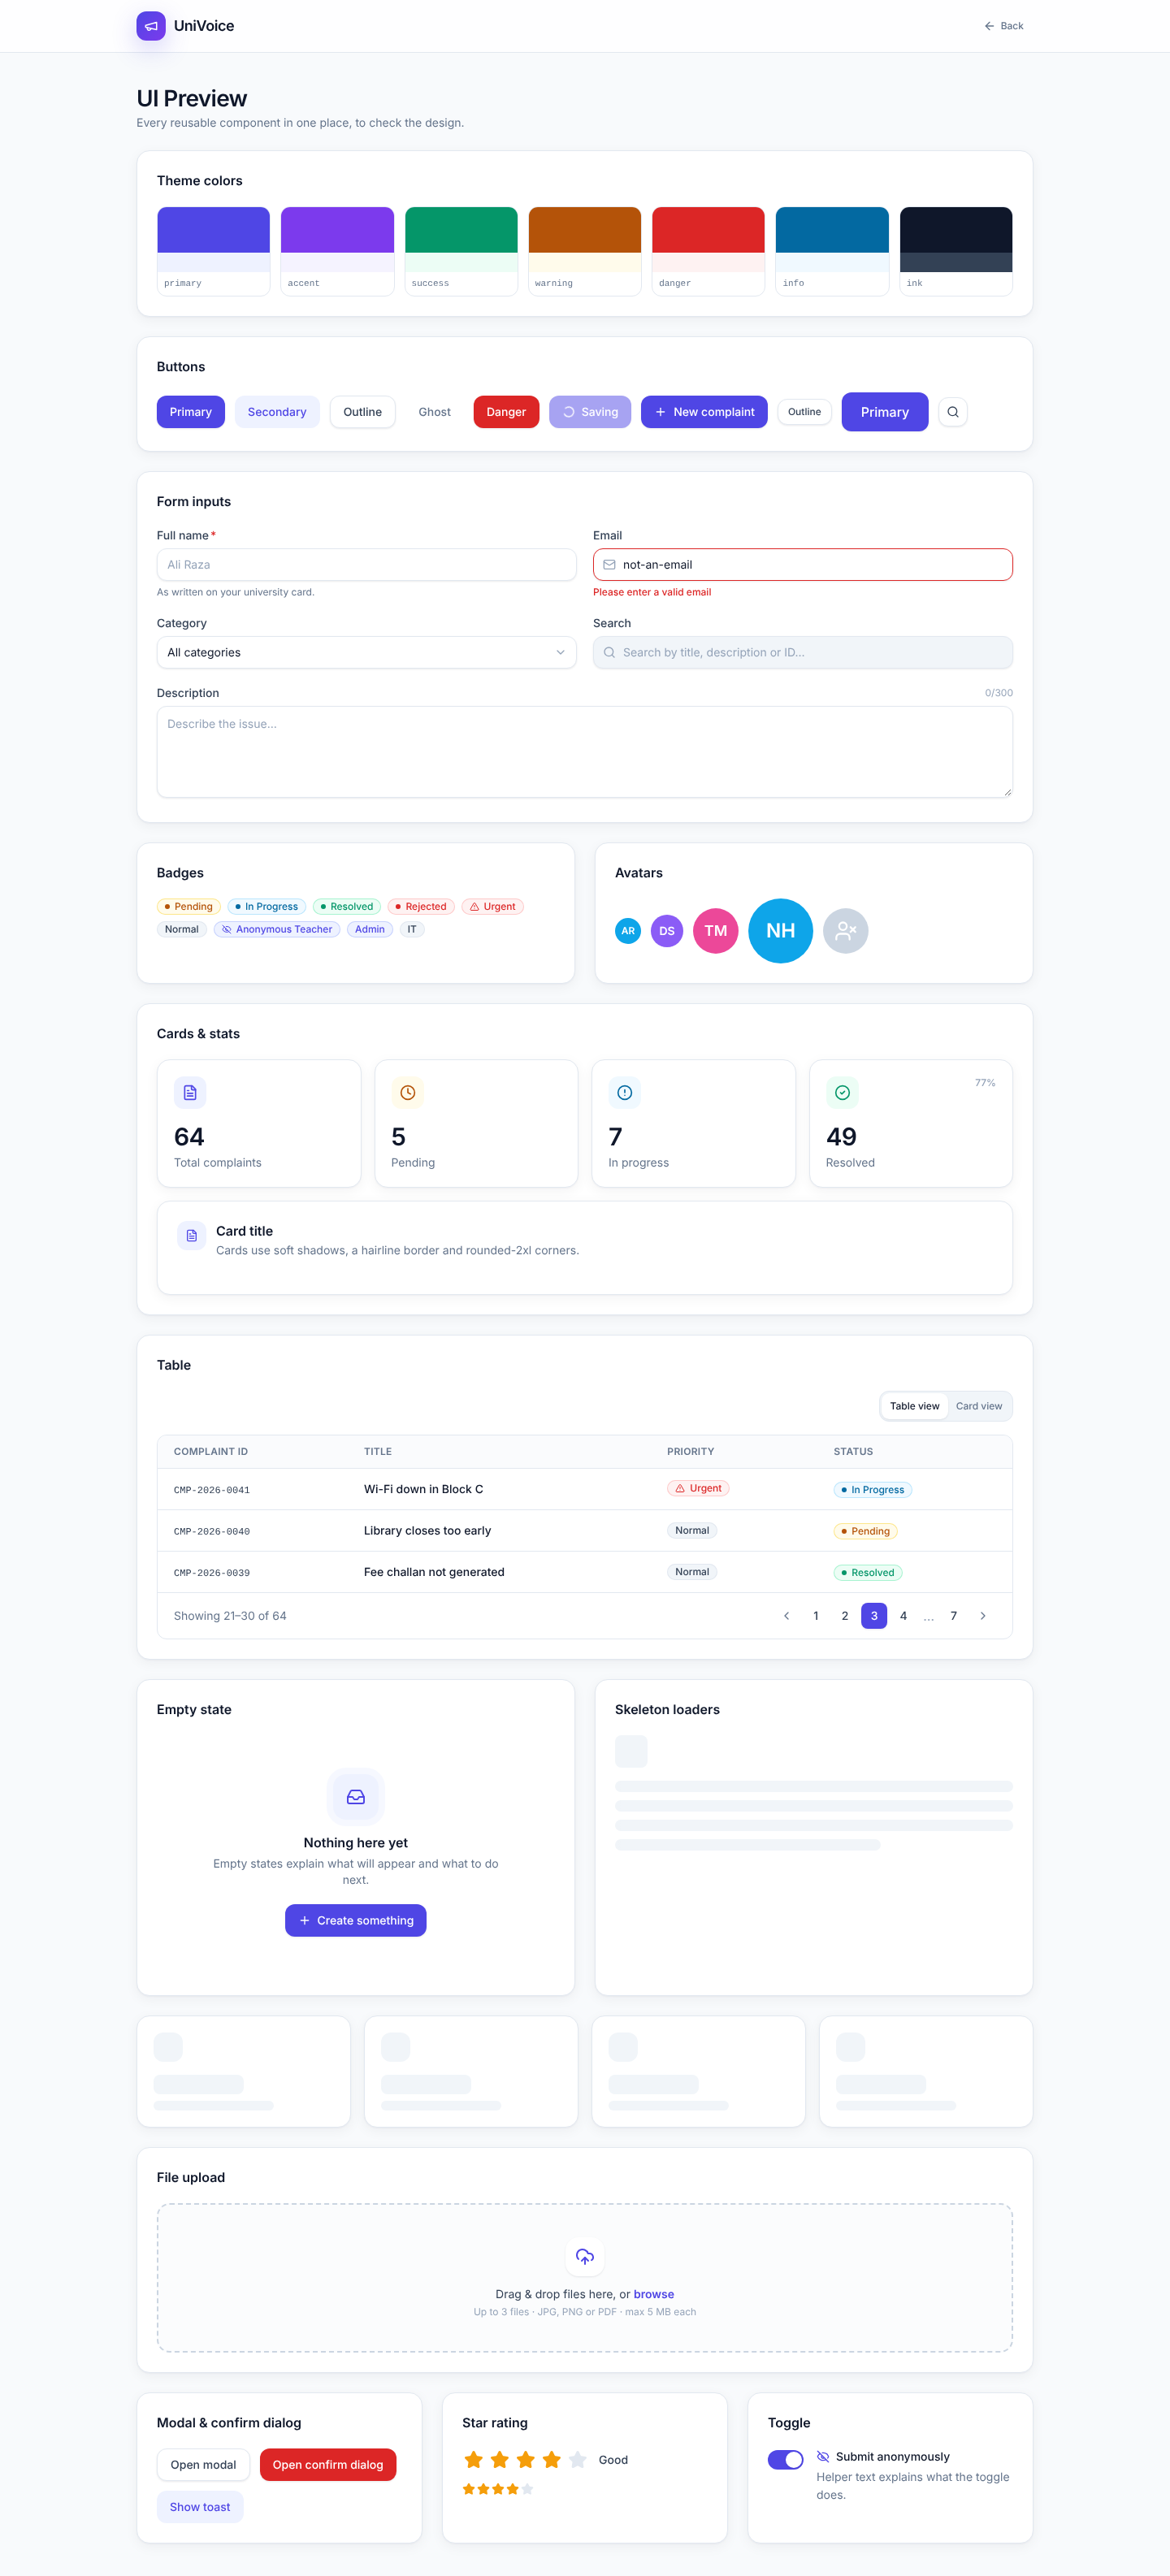 UniVoice
Back
UI Preview
Every reusable component in one place, to check the design.
Theme colors
primary
accent
success
warning
danger
info
ink
Buttons
Primary
Secondary
Outline
Ghost
Danger
Saving
New complaint
Outline
Primary
Form inputs
Full name*
Email
Ali Raza
not-an-email
As written on your university card.
Please enter a valid email
Category
Search
All categories
Search by title, description or ID...
Description
0/300
Describe the issue...
Badges
Pending
In Progress
Resolved
Rejected
Urgent
Normal
Anonymous Teacher
Admin
IT
Avatars
AR
DS
TM
NH
Cards & stats
64
Total complaints
5
Pending
7
In progress
77%
49
Resolved
Card title
Cards use soft shadows, a hairline border and rounded-2xl corners.
Table
Table view
Card view
COMPLAINT ID
TITLE
PRIORITY
STATUS
CMP-2026-0041
Wi-Fi down in Block C
Urgent
In Progress
CMP-2026-0040
Library closes too early
Normal
Pending
CMP-2026-0039
Fee challan not generated
Normal
Resolved
Showing 21–30 of 64
1
2
3
4
...
7
Empty state
Nothing here yet
Empty states explain what will appear and what to do
next.
Create something
Skeleton loaders
File upload
Drag & drop files here, or browse
Up to 3 files · JPG, PNG or PDF · max 5 MB each
Modal & confirm dialog
Open modal
Open confirm dialog
Show toast
Star rating
Good
Toggle
Submit anonymously
Helper text explains what the toggle
does.